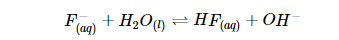 F⁻₍aq₎ + H₂O₍l₎ ⇌ HF₍aq₎ + OH⁻